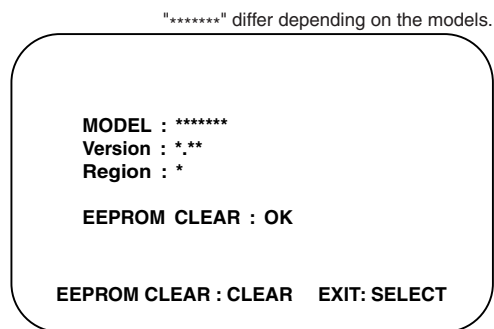 "*******" differ depending on the models.
MODEL : *******
Version : *.**
Region : *
EEPROM CLEAR : OK
EEPROM CLEAR : CLEAR EXIT: SELECT